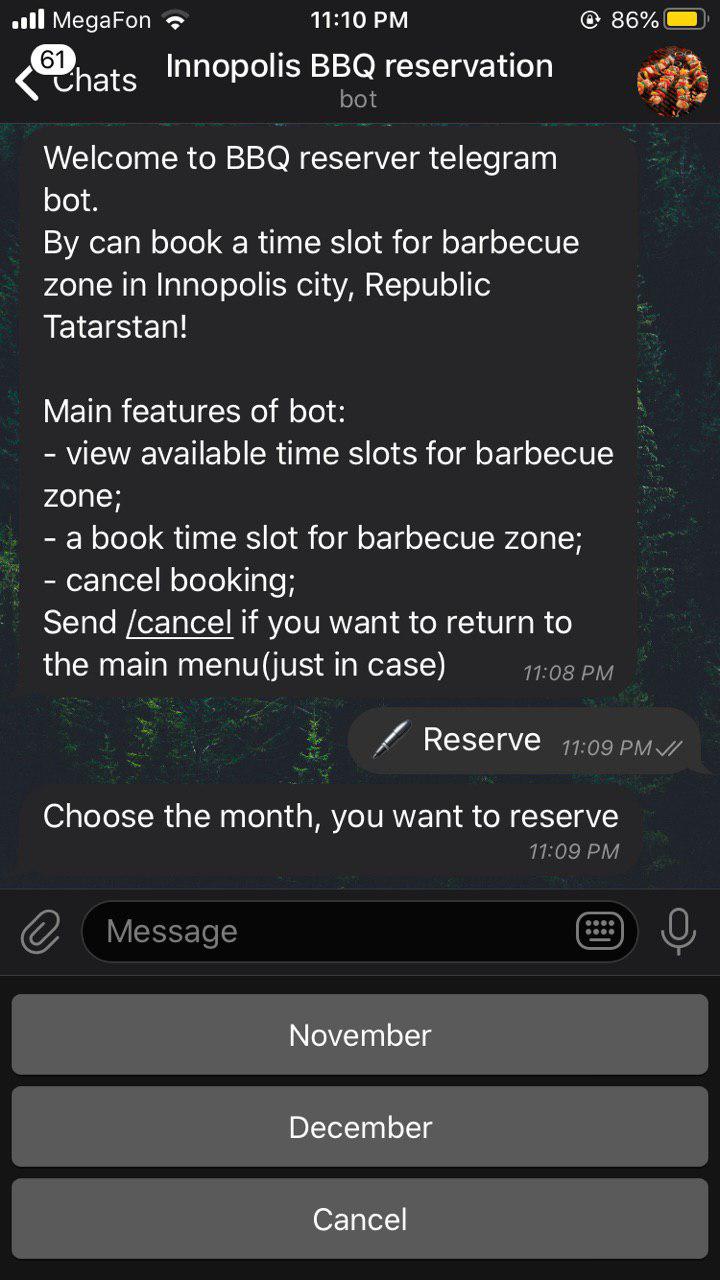 MegaFon 11:10 PM 86%
61
Chats Innopolis BBQ reservation
bot
Welcome to BBQ reserver telegram
bot.
By can book a time slot for barbecue
zone in Innopolis city, Republic
Tatarstan!
Main features of bot:
- view available time slots for barbecue
zone;
- a book time slot for barbecue zone;
- cancel booking;
Send /cancel if you want to return to
the main menu(just in case) 11:08 PM
Reserve 11:09 PM
Choose the month, you want to reserve
11:09 PM
Message
November
December
Cancel